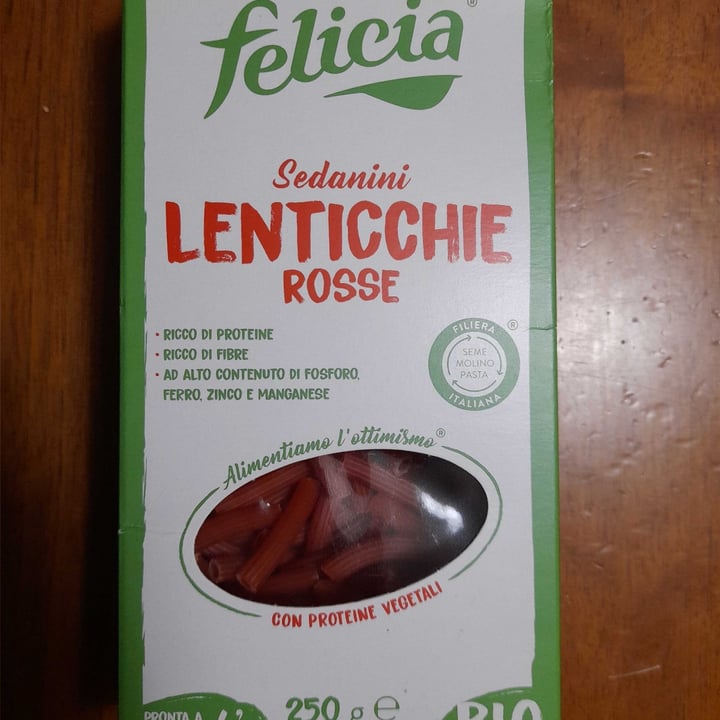 felicia®
Sedanini
LENTICCHIE
ROSSE
• RICCO DI PROTEINE
• RICCO DI FIBRE
• AD ALTO CONTENUTO DI FOSFORO,
FERRO, ZINCO E MANGANESE
FILIERA ®
SEME
MOLINO
PASTA
ITALIANA
Alimentiamo l'ottimismo®
CON PROTEINE VEGETALI
PRONTA A
250 g e
BIO